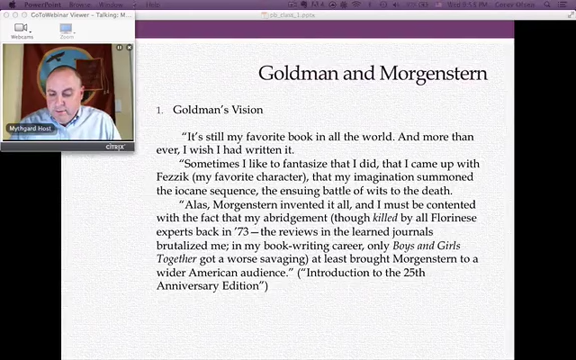 PowerPoint
Window
GoToWebinar Viewer - Talking: M...
Webcams
Mythgard Host
citrix
Goldman and Morgenstern
1. Goldman's Vision
"It's still my favorite book in all the world. And more than
ever, I wish I had written it.
"Sometimes I like to fantasize that I did, that I came up with
Fezzik (my favorite character), that my imagination summoned
the iocane sequence, the ensuing battle of wits to the death.
"Alas, Morgenstern invented it all, and I must be contented
with the fact that my abridgement (though killed by all Florinese
experts back in '73—the reviews in the learned journals
brutalized me; in my book-writing career, only Boys and Girls
Together got a worse savaging) at least brought Morgenstern to a
wider American audience." ("Introduction to the 25th
Anniversary Edition")